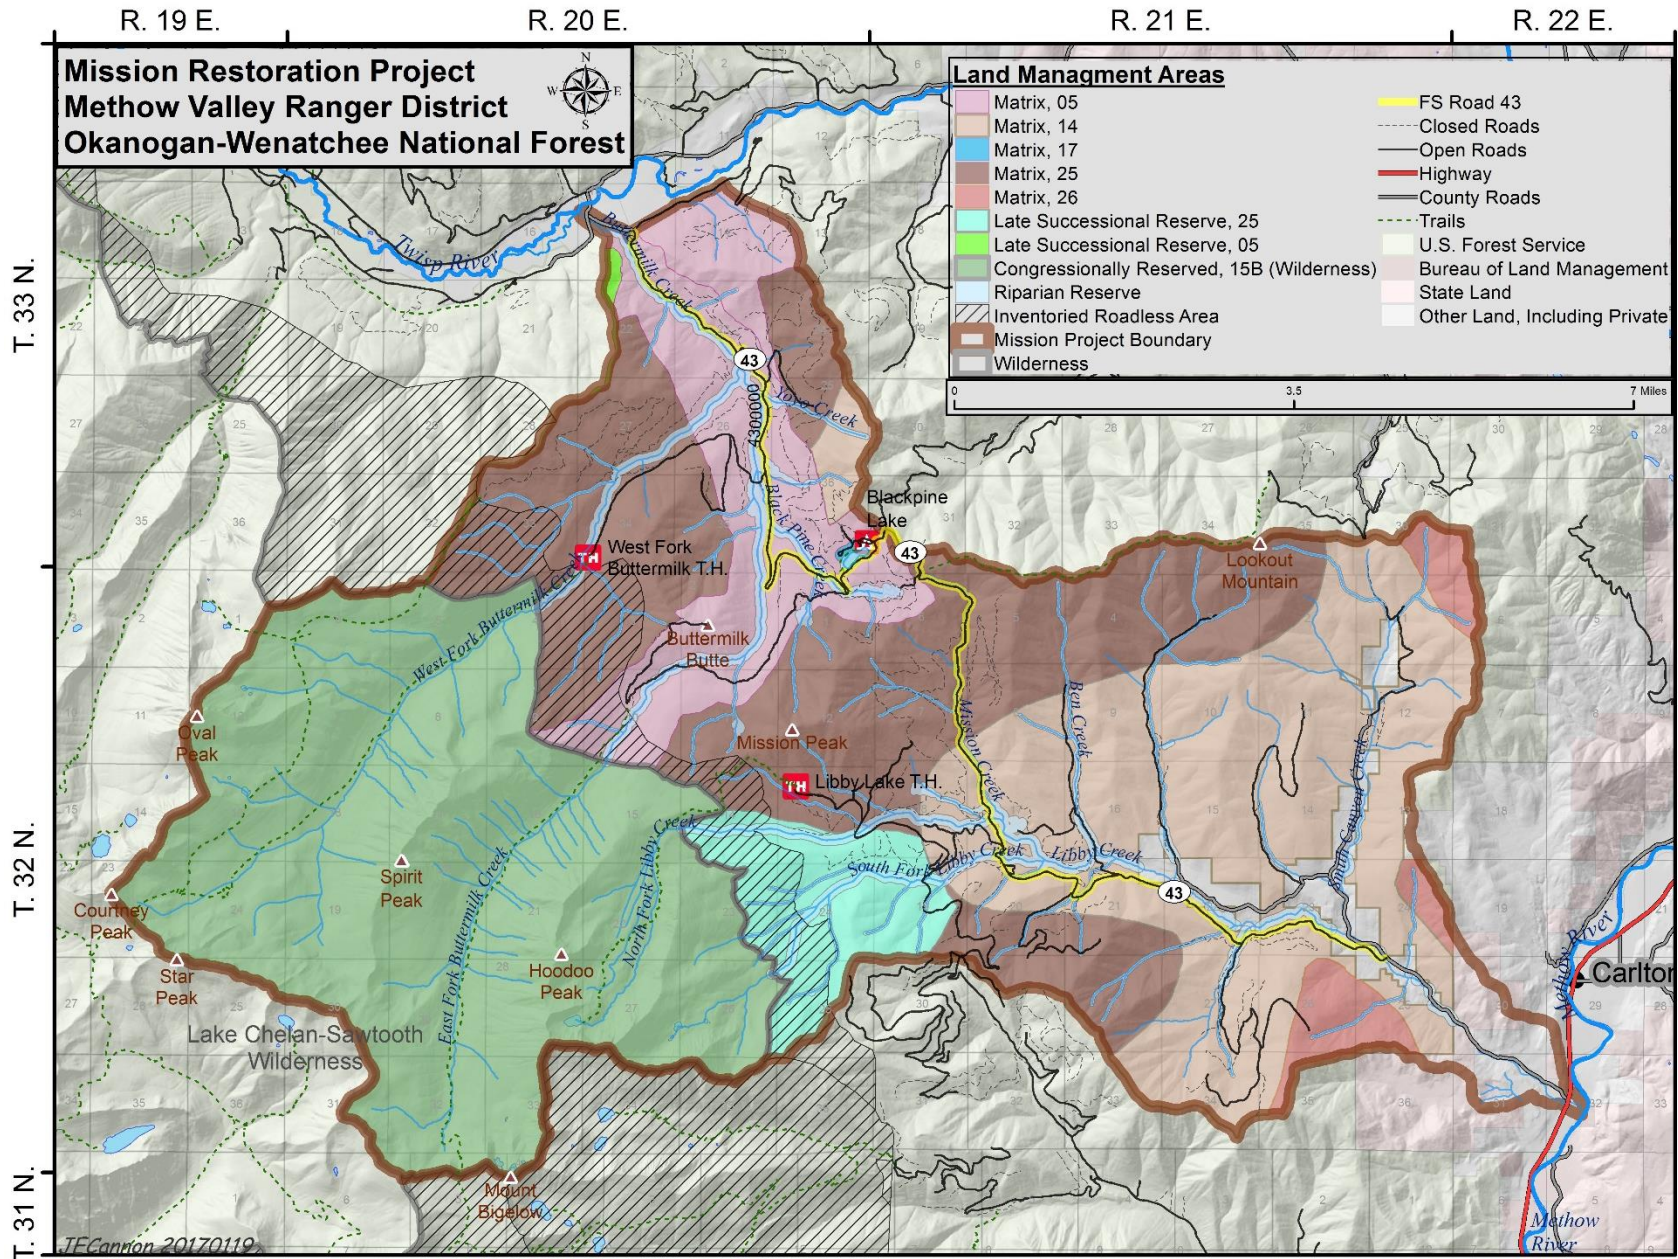 R. 19 E.
R. 20 E.
R. 21 E.
R. 22 E.
Mission Restoration Project
Methow Valley Ranger District
Okanogan-Wenatchee National Forest
N
W
E
S
Land Managment Areas
Matrix, 05
Matrix, 14
Matrix, 17
Matrix, 25
Matrix, 26
Late Successional Reserve, 25
Late Successional Reserve, 05
Congressionally Reserved, 15B (Wilderness)
Riparian Reserve
Inventoried Roadless Area
Mission Project Boundary
Wilderness
FS Road 43
Closed Roads
Open Roads
Highway
County Roads
Trails
U.S. Forest Service
Bureau of Land Management
State Land
Other Land, Including Private
0
3.5
7 Miles
T. 33 N.
T. 32 N.
T. 31 N.
Twisp River
Buttermilk Creek
43
4300000
Yoyo Creek
Black Pine Creek
Blackpine
Lake
43
TH
West Fork
Buttermilk T.H.
West Fork Buttermilk Creek
Buttermilk
Butte
Lookout
Mountain
Oval
Peak
Mission Peak
TH
Libby Lake T.H.
Mission Creek
Ben Creek
South Canyon Creek
Spirit
Peak
East Fork Buttermilk Creek
North Fork Libby Creek
South Fork Libby Creek
Libby Creek
43
Courtney
Peak
Star
Peak
Hoodoo
Peak
Lake Chelan-Sawtooth
Wilderness
Mount
Bigelow
Methow River
Carlton
Methow
River
JFCannon 20170119